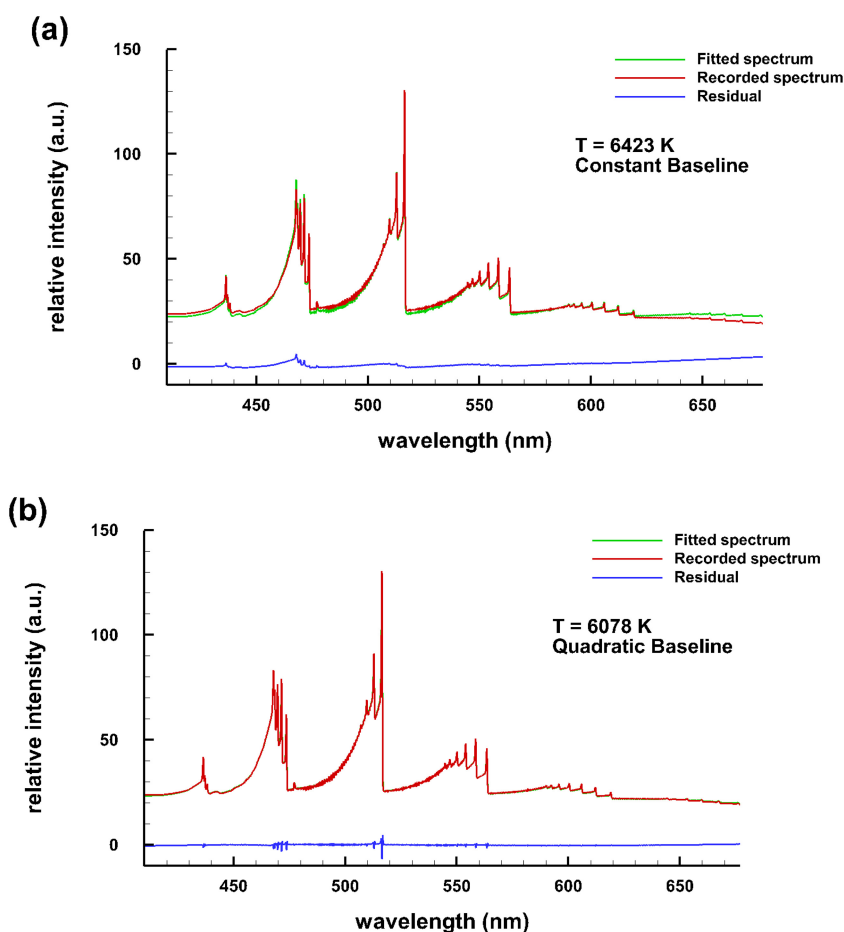 (a)
150
100
50
0
relative intensity (a.u.)
Fitted spectrum
Recorded spectrum
Residual
T = 6423 K
Constant Baseline
450
500
550
600
650
wavelength (nm)
(b)
150
100
50
0
relative intensity (a.u.)
Fitted spectrum
Recorded spectrum
Residual
T = 6078 K
Quadratic Baseline
450
500
550
600
650
wavelength (nm)